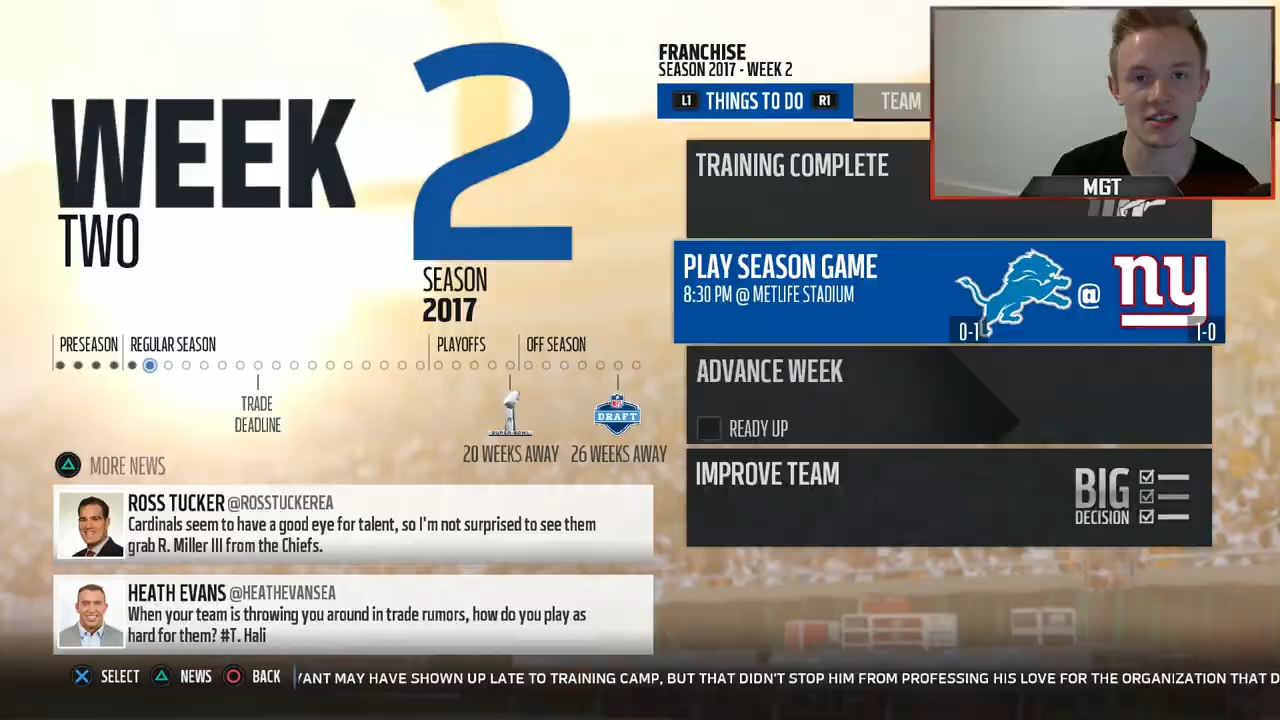 WEEK
TWO
2
SEASON
2017
PRESEASON
REGULAR SEASON
PLAYOFFS
OFF SEASON
TRADE
DEADLINE
SUPER BOWL
NFL
DRAFT
20 WEEKS AWAY
26 WEEKS AWAY
MORE NEWS
ROSS TUCKER @ROSSTUCKEREA
Cardinals seem to have a good eye for talent, so I'm not surprised to see them
grab R. Miller III from the Chiefs.
HEATH EVANS @HEATHEVANSEA
When your team is throwing you around in trade rumors, how do you play as
hard for them? #T. Hali
FRANCHISE
SEASON 2017 - WEEK 2
L1 THINGS TO DO R1
TEAM
MGT
TRAINING COMPLETE
PLAY SEASON GAME
8:30 PM @ METLIFE STADIUM
@
ny
0-1
1-0
ADVANCE WEEK
READY UP
IMPROVE TEAM
BIG
DECISION
SELECT
NEWS
BACK
MAY HAVE SHOWN UP LATE TO TRAINING CAMP, BUT THAT DIDN'T STOP HIM FROM PROFESSING HIS LOVE FOR THE ORGANIZATION THAT